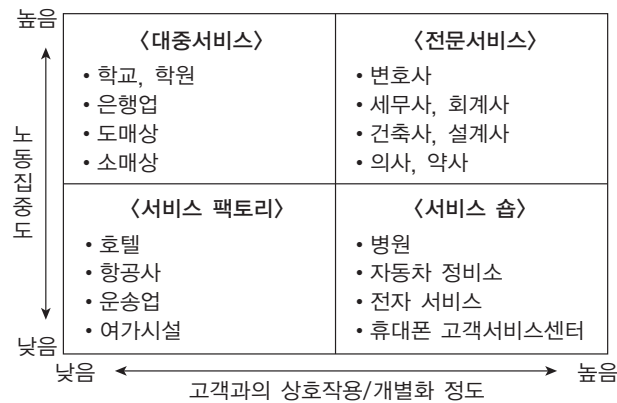 높음
〈대중서비스〉
• 학교, 학원
• 은행업
• 도매상
• 소매상
〈전문서비스〉
• 변호사
• 세무사, 회계사
• 건축사, 설계사
• 의사, 약사
노동집중도
〈서비스 팩토리〉
• 호텔
• 항공사
• 운송업
• 여가시설
〈서비스 숍〉
• 병원
• 자동차 정비소
• 전자 서비스
• 휴대폰 고객서비스센터
낮음
낮음
높음
고객과의 상호작용/개별화 정도